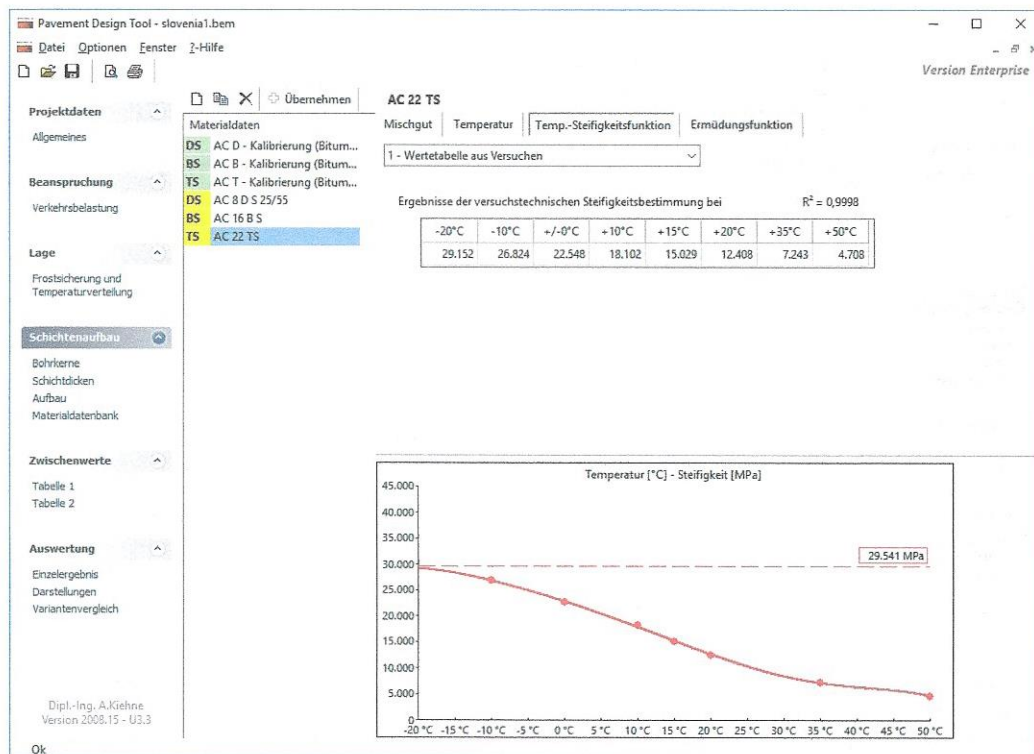 Pavement Design Tool - slovenia1.bem
Datei Optionen Fenster ?-Hilfe
Version Enterprise
Projektdaten
Allgemeines
Beanspruchung
Verkehrsbelastung
Lage
Frostsicherung und
Temperaturverteilung
Schichtenaufbau
Bohrkerne
Schichtdicken
Aufbau
Materialdatenbank
Zwischenwerte
Tabelle 1
Tabelle 2
Auswertung
Einzelergebnis
Darstellungen
Variantenvergleich
Dipl.-Ing. A.Kiehne
Version 2008.15 - U3.3
Ok
Übernehmen
Materialdaten
DS AC D - Kalibrierung (Bitum...
BS AC B - Kalibrierung (Bitum...
TS AC T - Kalibrierung (Bitum...
DS AC 8 D S 25/55
BS AC 16 B S
TS AC 22 TS
AC 22 TS
Mischgut Temperatur Temp.-Steifigkeitsfunktion Ermüdungsfunktion
1 - Wertetabelle aus Versuchen
Ergebnisse der versuchstechnischen Steifigkeitsbestimmung bei R² = 0,9998
-20°C -10°C +/-0°C +10°C +15°C +20°C +35°C +50°C
29.152 26.824 22.548 18.102 15.029 12.408 7.243 4.708
Temperatur [°C] - Steifigkeit [MPa]
45.000
40.000
35.000
30.000
25.000
20.000
15.000
10.000
5.000
0
29.541 MPa
-20 °C -15 °C -10 °C -5 °C 0 °C 5 °C 10 °C 15 °C 20 °C 25 °C 30 °C 35 °C 40 °C 45 °C 50 °C